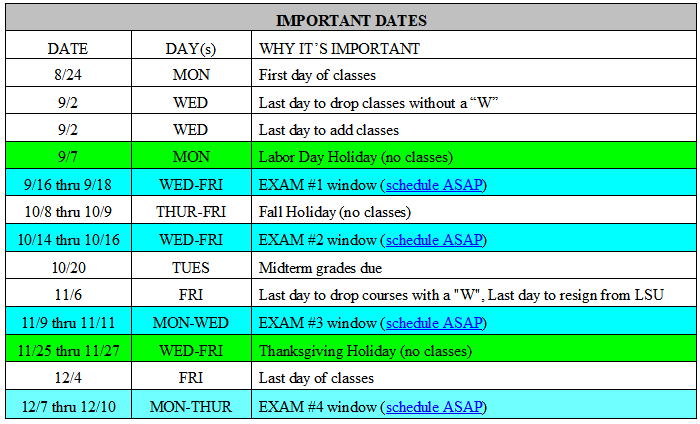 IMPORTANT DATES
DATE DAY(s) WHY IT’S IMPORTANT
8/24 MON First day of classes
9/2 WED Last day to drop classes without a “W”
9/2 WED Last day to add classes
9/7 MON Labor Day Holiday (no classes)
9/16 thru 9/18 WED-FRI EXAM #1 window (schedule ASAP)
10/8 thru 10/9 THUR-FRI Fall Holiday (no classes)
10/14 thru 10/16 WED-FRI EXAM #2 window (schedule ASAP)
10/20 TUES Midterm grades due
11/6 FRI Last day to drop courses with a "W", Last day to resign from LSU
11/9 thru 11/11 MON-WED EXAM #3 window (schedule ASAP)
11/25 thru 11/27 WED-FRI Thanksgiving Holiday (no classes)
12/4 FRI Last day of classes
12/7 thru 12/10 MON-THUR EXAM #4 window (schedule ASAP)